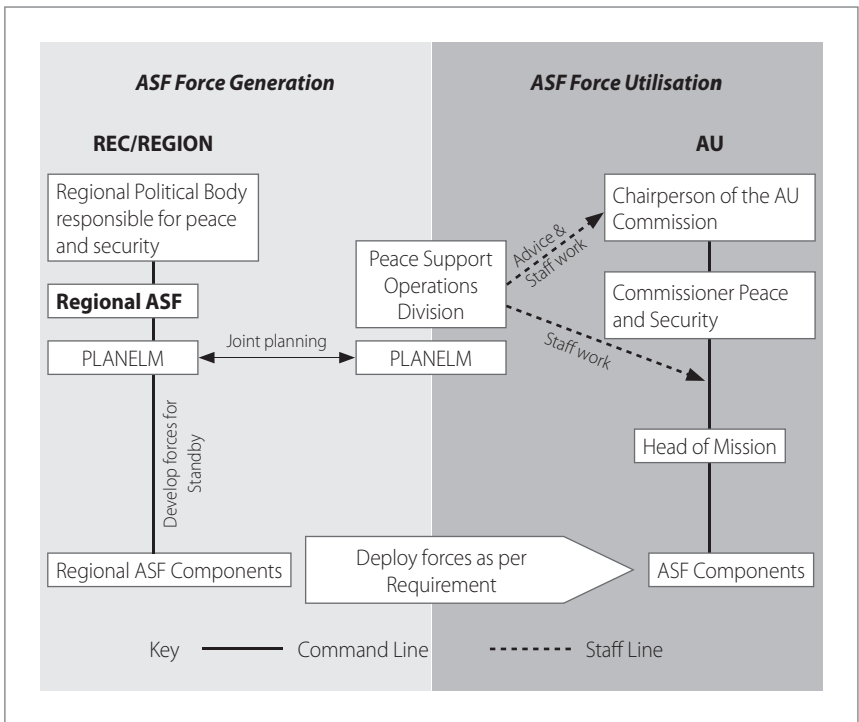 ASF Force Generation
ASF Force Utilisation
REC/REGION
AU
Regional Political Body
responsible for peace
and security
Chairperson of the AU
Commission
Advice &
Staff work
Peace Support
Operations
Division
Regional ASF
Commissioner Peace
and Security
PLANELM
Joint planning
PLANELM
Staff work
Develop forces for
Standby
Head of Mission
Regional ASF Components
Deploy forces as per
Requirement
ASF Components
Key
Command Line
Staff Line